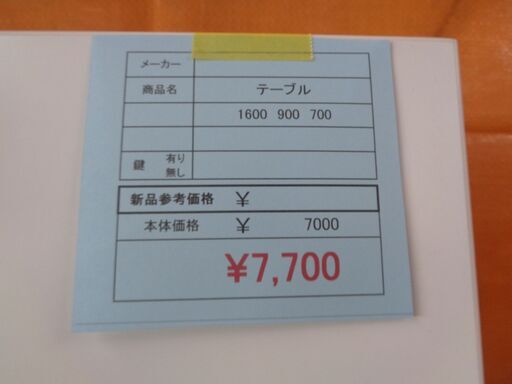 メーカー
商品名 テーブル
1600 900 700
鍵 有り
無し
新品参考価格 ¥
本体価格 ¥ 7000
¥7,700